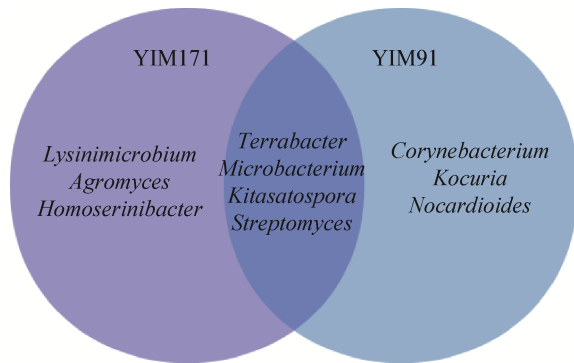 YIM171
YIM91
Lysinimicrobium
Agromyces
Homoserinibacter
Terrabacter
Microbacterium
Kitasatospora
Streptomyces
Corynebacterium
Kocuria
Nocardioides